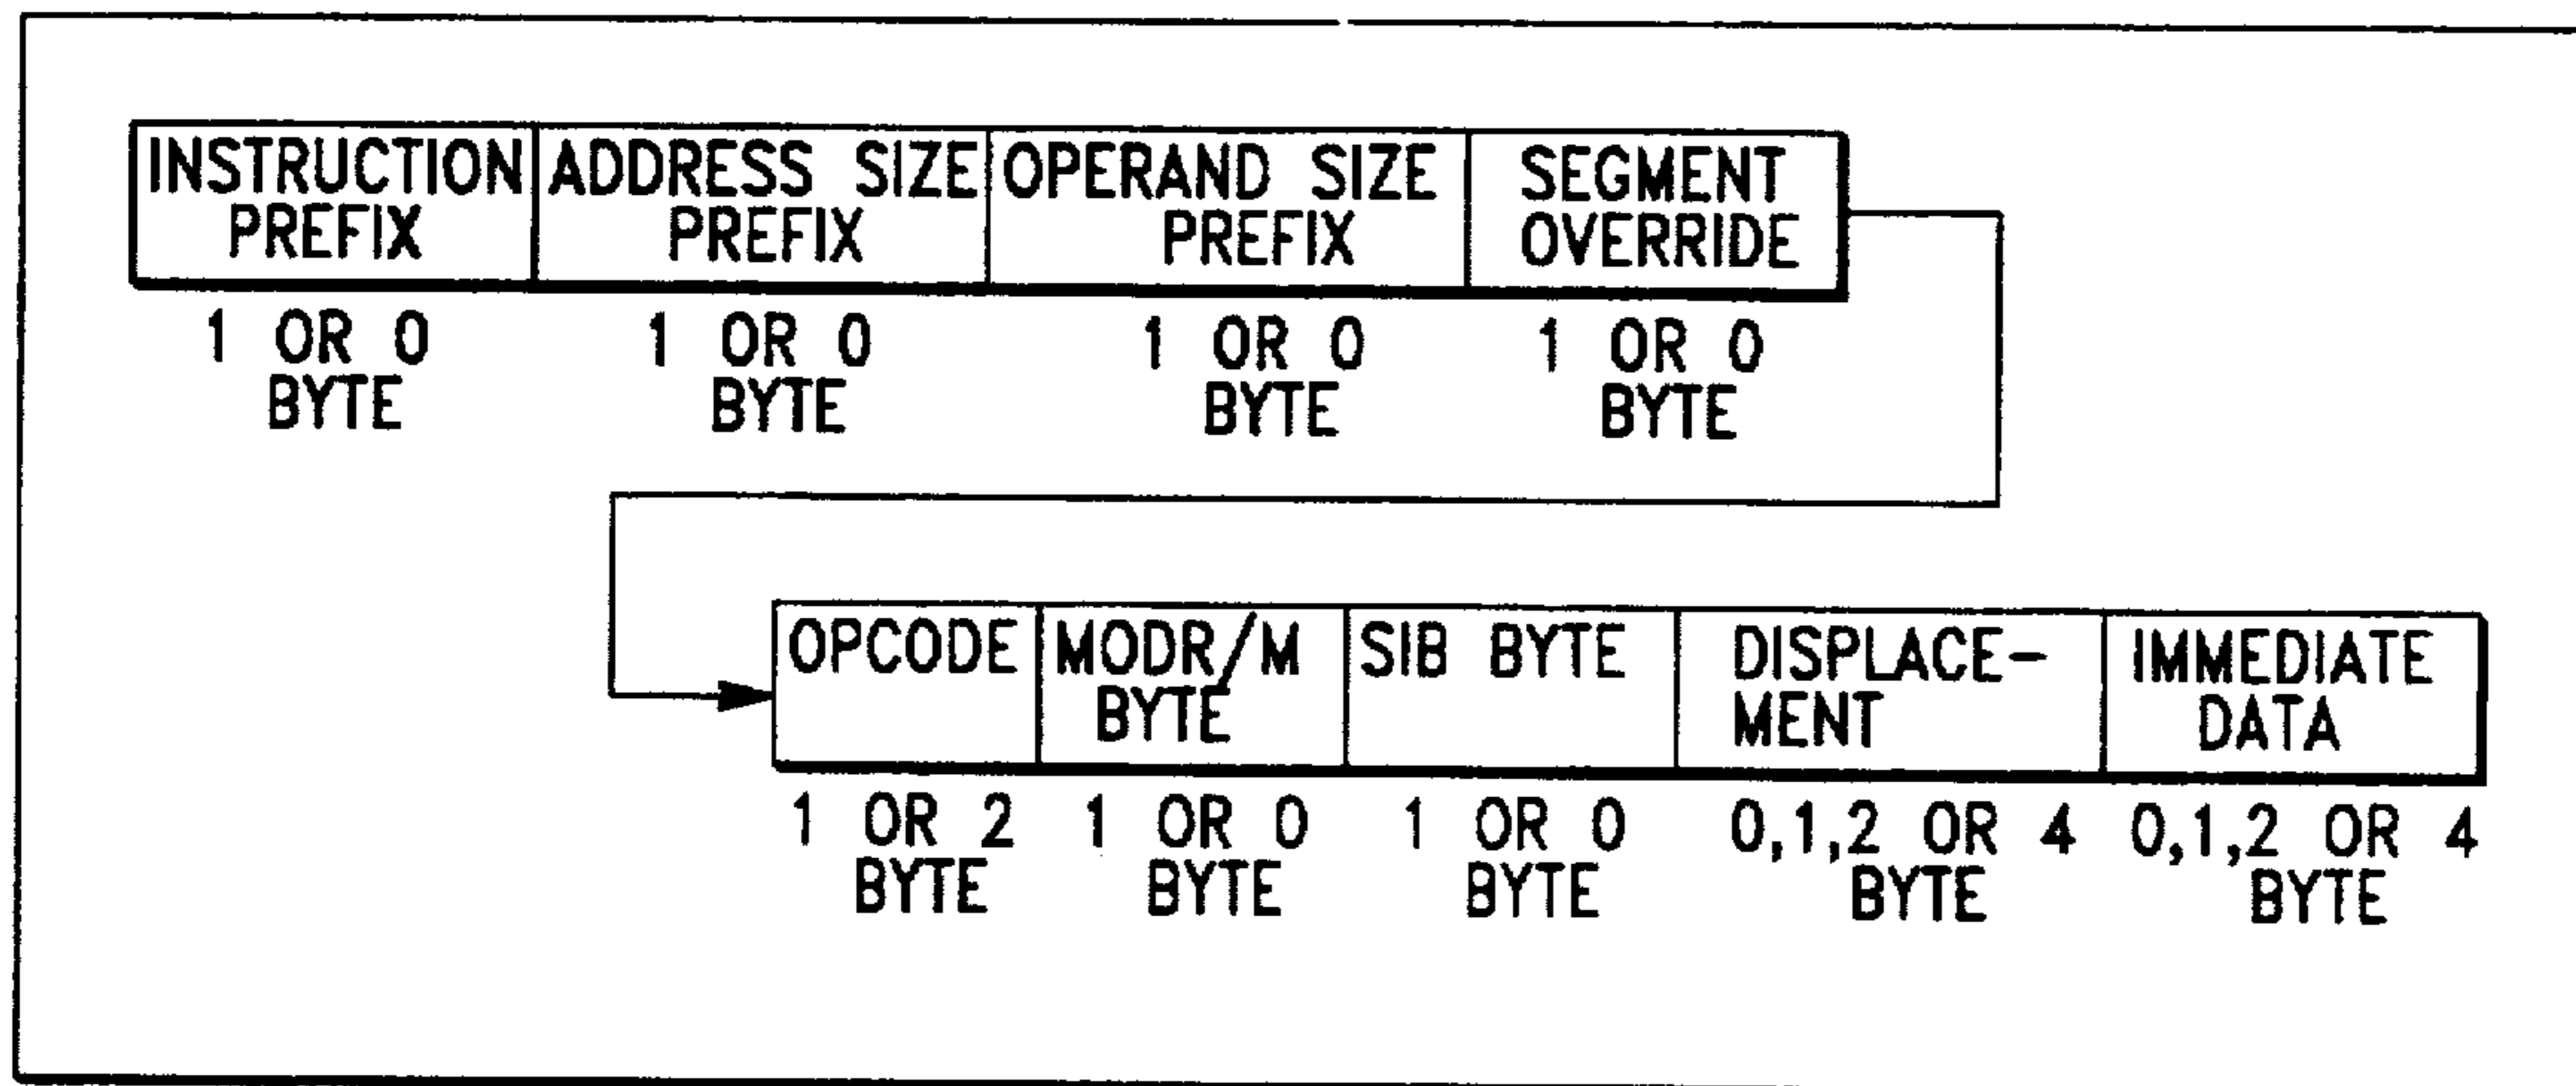 INSTRUCTION PREFIX
ADDRESS SIZE PREFIX
OPERAND SIZE PREFIX
SEGMENT OVERRIDE
1 OR 0 BYTE
1 OR 0 BYTE
1 OR 0 BYTE
1 OR 0 BYTE
OPCODE
MODR/M BYTE
SIB BYTE
DISPLACE-
MENT
IMMEDIATE DATA
1 OR 2 BYTE
1 OR 0 BYTE
1 OR 0 BYTE
0,1,2 OR 4 BYTE
0,1,2 OR 4 BYTE